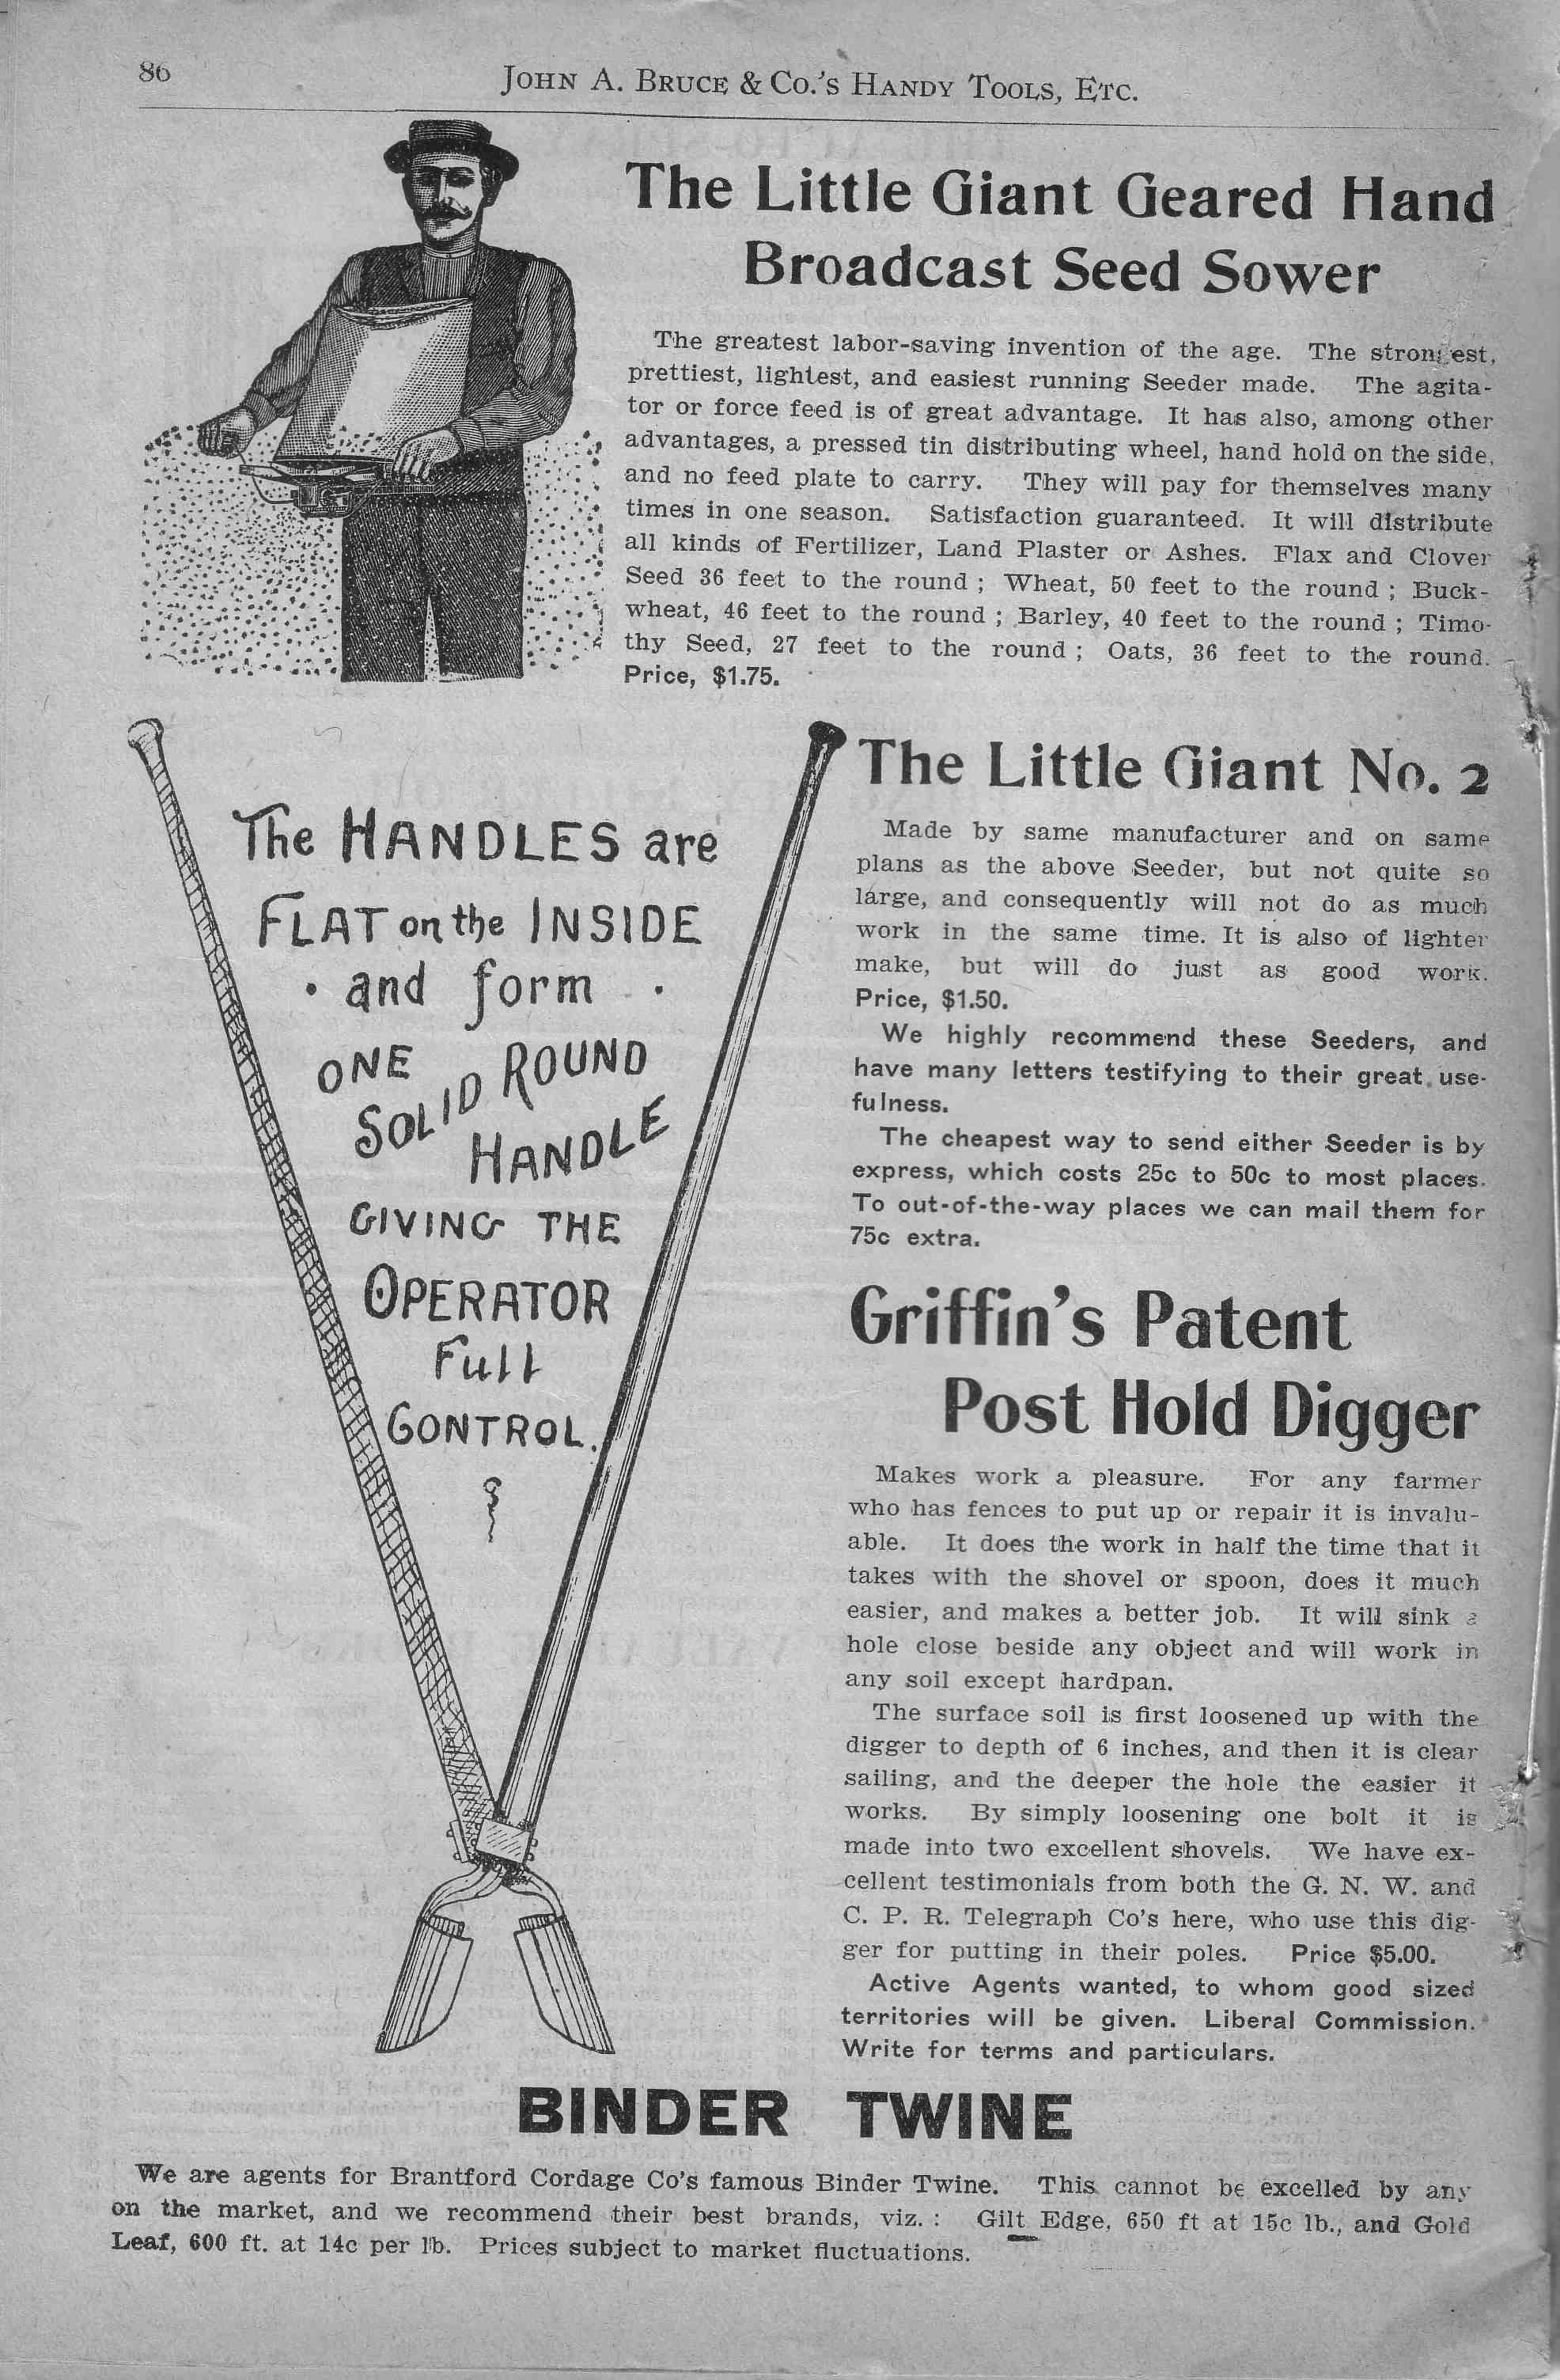 86
JOHN A. BRUCE & CO.'S HANDY TOOLS, ETC.
The Little Giant Geared Hand
Broadcast Seed Sower
The greatest labor-saving invention of the age. The strongest,
prettiest, lightest, and easiest running Seeder made. The agita-
tor or force feed is of great advantage. It has also, among other
advantages, a pressed tin distributing wheel, hand hold on the side,
and no feed plate to carry. They will pay for themselves many
times in one season. Satisfaction guaranteed. It will distribute
all kinds of Fertilizer, Land Plaster or Ashes. Flax and Clover
Seed 36 feet to the round; Wheat, 50 feet to the round; Buck-
wheat, 46 feet to the round; Barley, 40 feet to the round; Timo-
thy Seed, 27 feet to the round; Oats, 36 feet to the round.
Price, $1.75.
The HANDLES are
FLAT on the INSIDE
and form
ONE
SOLID ROUND
HANDLE
GIVING THE
OPERATOR
Full
CONTROL.
The Little Giant No. 2
Made by same manufacturer and on same
plans as the above Seeder, but not quite so
large, and consequently will not do as much
work in the same time. It is also of lighter
make, but will do just as good work.
Price, $1.50.
We highly recommend these Seeders, and
have many letters testifying to their great use-
fulness.
The cheapest way to send either Seeder is by
express, which costs 25c to 50c to most places.
To out-of-the-way places we can mail them for
75c extra.
Griffin's Patent
Post Hold Digger
Makes work a pleasure. For any farmer
who has fences to put up or repair it is invalu-
able. It does the work in half the time that it
takes with the shovel or spoon, does it much
easier, and makes a better job. It will sink a
hole close beside any object and will work in
any soil except hardpan.
The surface soil is first loosened up with the
digger to depth of 6 inches, and then it is clear
sailing, and the deeper the hole the easier it
works. By simply loosening one bolt it is
made into two excellent shovels. We have ex-
cellent testimonials from both the G. N. W. and
C. P. R. Telegraph Co's here, who use this dig-
ger for putting in their poles. Price $5.00.
Active Agents wanted, to whom good sized
territories will be given. Liberal Commission.
Write for terms and particulars.
BINDER TWINE
We are agents for Brantford Cordage Co's famous Binder Twine. This cannot be excelled by any
on the market, and we recommend their best brands, viz.: Gilt Edge, 650 ft at 15c lb., and Gold
Leaf, 600 ft. at 14c per lb. Prices subject to market fluctuations.